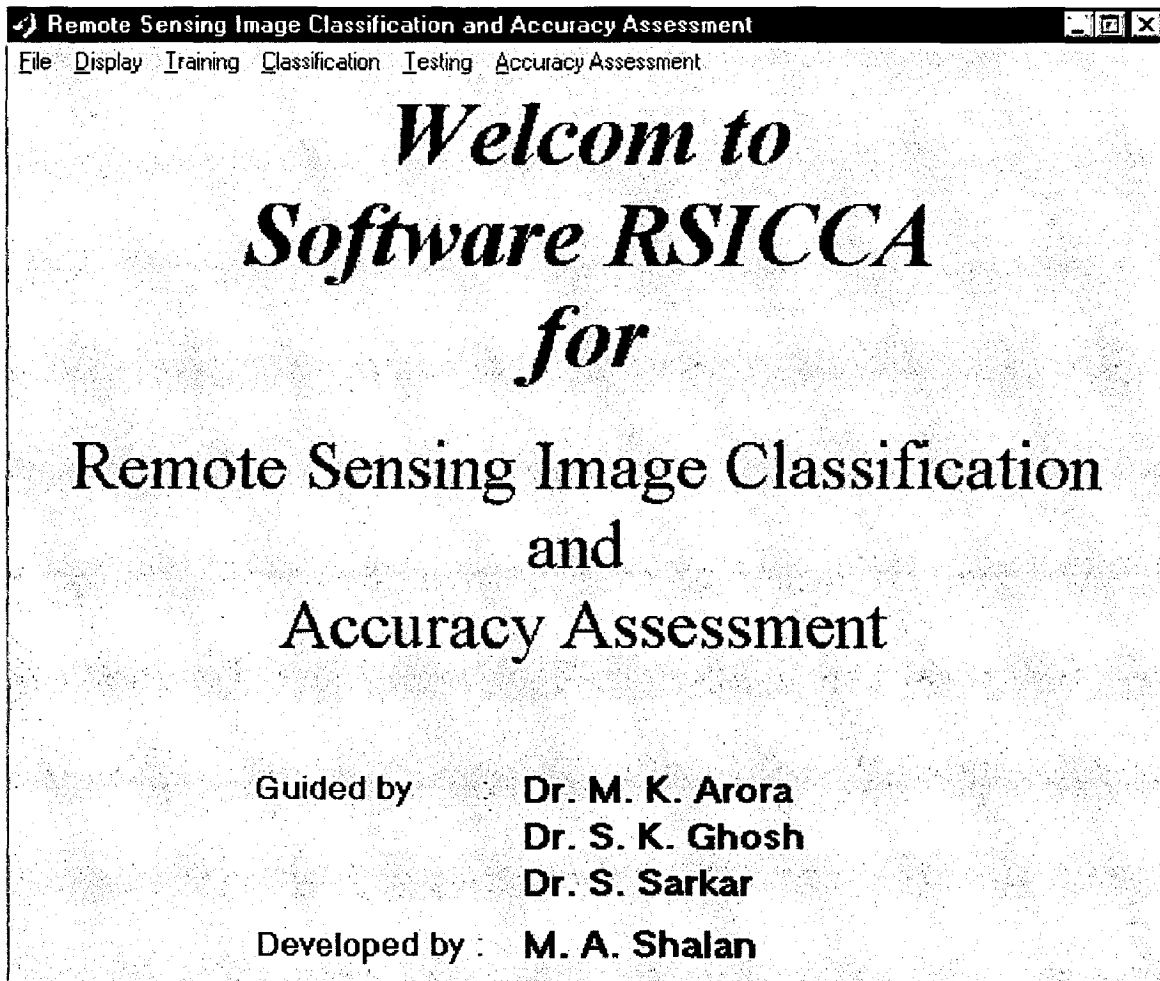 Remote Sensing Image Classification and Accuracy Assessment
File Display Training Classification Testing Accuracy Assessment
Welcom to
Software RSICCA
for
Remote Sensing Image Classification
and
Accuracy Assessment
Guided by : Dr. M. K. Arora
Dr. S. K. Ghosh
Dr. S. Sarkar
Developed by : M. A. Shalan